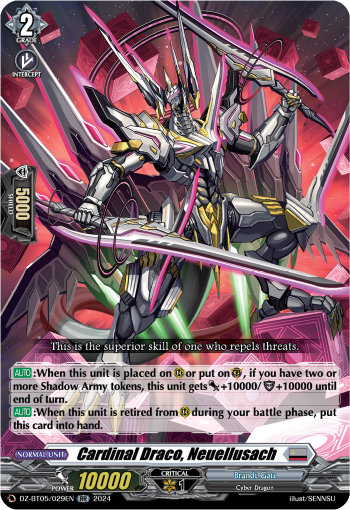 2
GRADE
INTERCEPT
5000
SHIELD
This is the superior skill of one who repels threats.
AUTO:When this unit is placed on R or put on G, if you have two or
more Shadow Army tokens, this unit gets +10000/ +10000 until
end of turn.
AUTO:When this unit is retired from R during your battle phase, put
this card into hand.
NORMAL UNIT Cardinal Draco, Neuellusach
POWER 10000 CRITICAL 1 Brandt Gate
Cyber Dragon
DZ-BT05/029EN RR 2024 illust/SENNSU